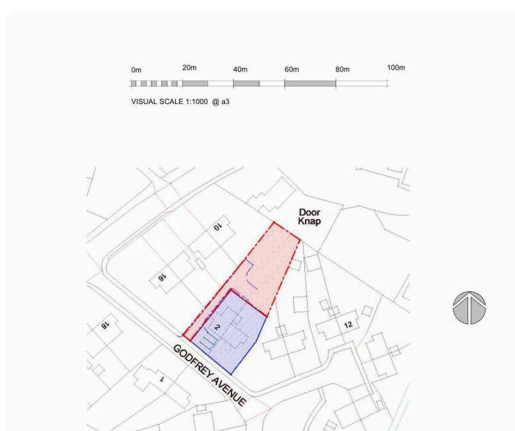 0m 20m 40m 60m 80m 100m
VISUAL SCALE 1:1000 @ a3
Door
Knap
10
16
2
12
18
1
GODFREY AVENUE